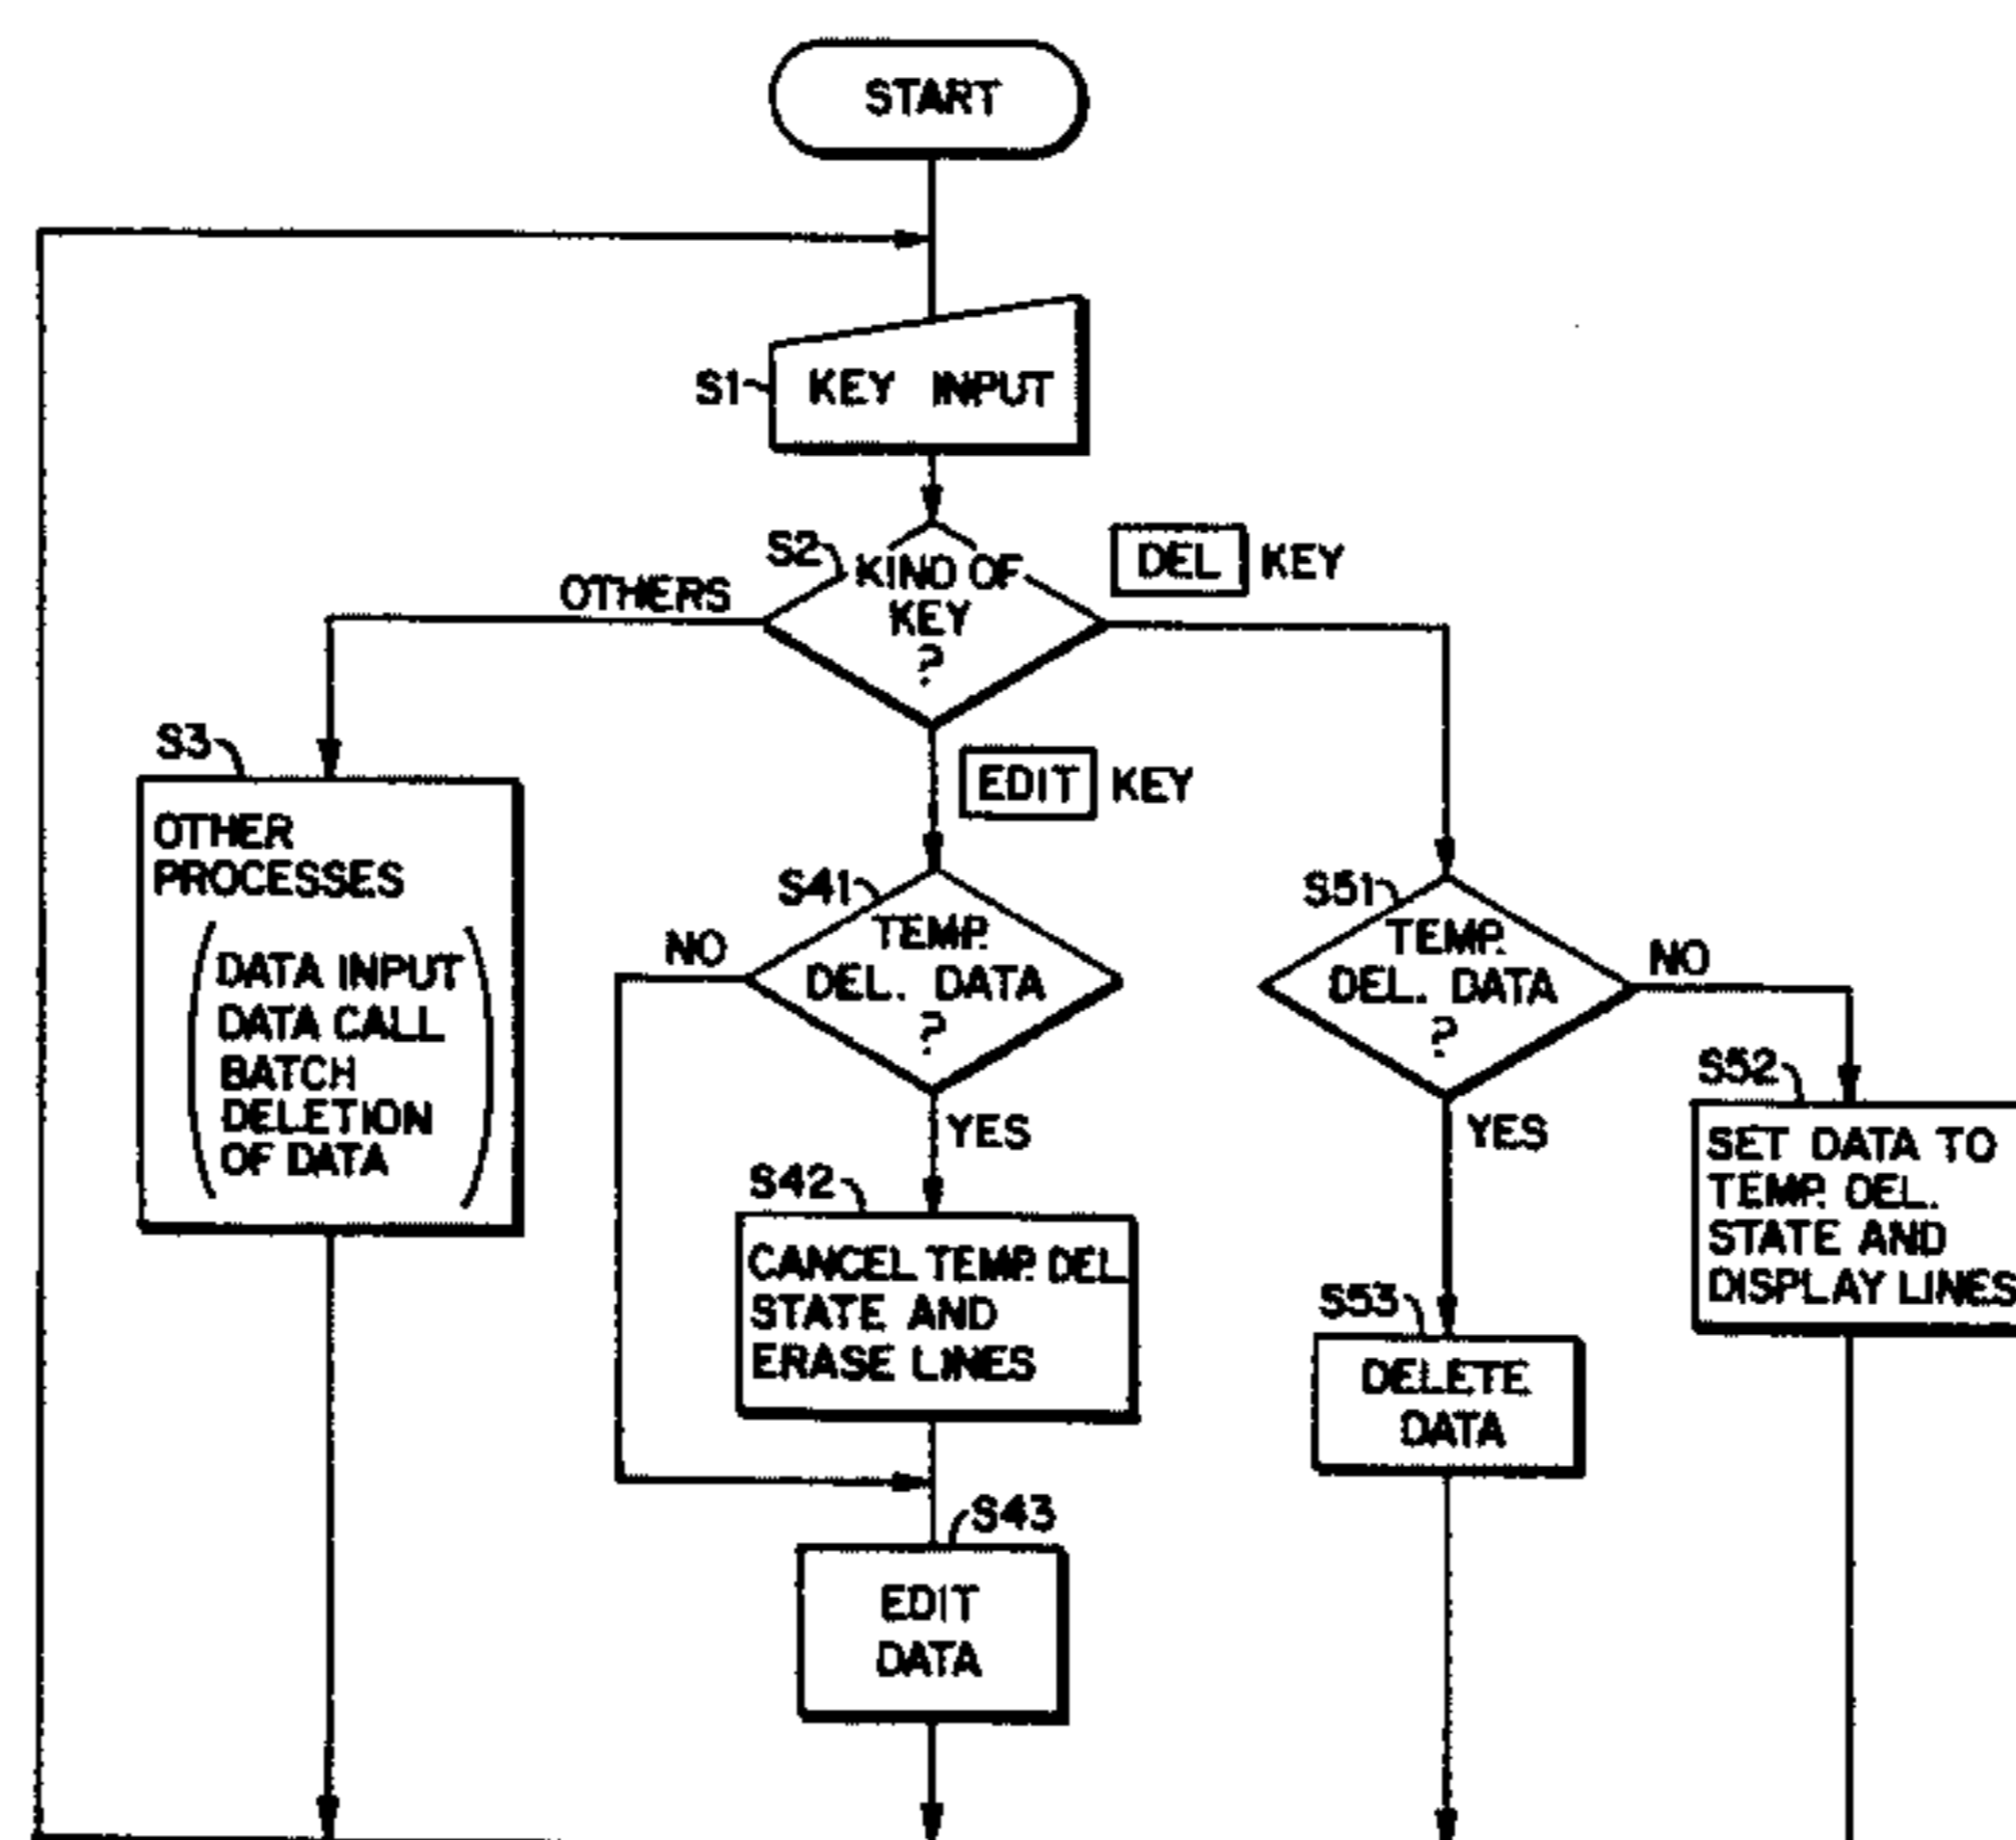 START
S1
KEY INPUT
S2
KIND OF
KEY
?
OTHERS
DEL KEY
EDIT KEY
S3
OTHER
PROCESSES
DATA INPUT
DATA CALL
BATCH
DELETION
OF DATA
S41
TEMP.
DEL. DATA
?
NO
YES
S42
CANCEL TEMP. DEL.
STATE AND
ERASE LINES
S43
EDIT
DATA
S51
TEMP.
DEL. DATA
?
NO
YES
S52
SET DATA TO
TEMP. DEL.
STATE AND
DISPLAY LINES
S53
DELETE
DATA